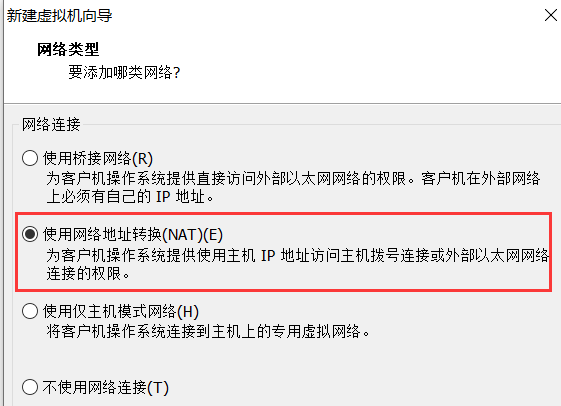 新建虚拟机向导
网络类型
要添加哪类网络?
网络连接
使用桥接网络(R)
为客户机操作系统提供直接访问外部以太网网络的权限。客户机在外部网络
上必须有自己的 IP 地址。
使用网络地址转换(NAT)(E)
为客户机操作系统提供使用主机 IP 地址访问主机拨号连接或外部以太网网络
连接的权限。
使用仅主机模式网络(H)
将客户机操作系统连接到主机上的专用虚拟网络。
不使用网络连接(T)